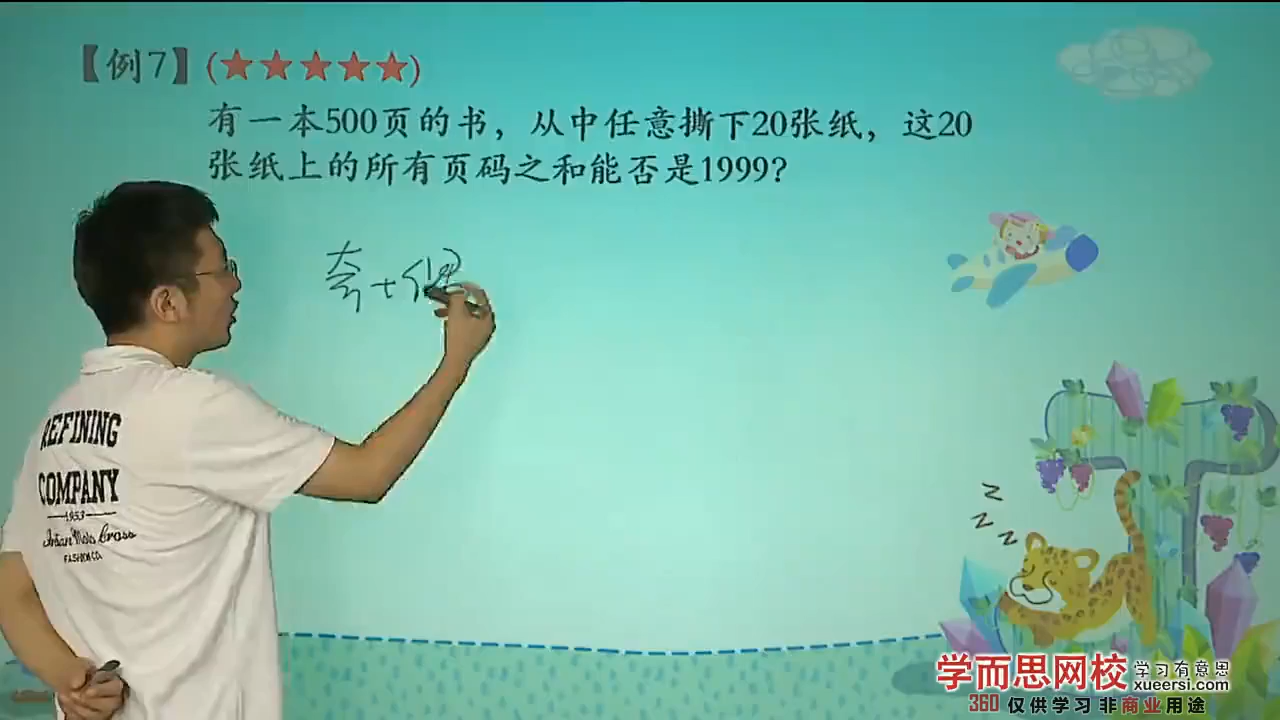 【例7】(★★★★★)
有一本500页的书，从中任意撕下20张纸，这20
张纸上的所有页码之和能否是1999？
奇+偶
REFINING
COMPANY
1953
FASHION CO.
z
z
z
学而思网校 学习有意思
xueersi.com
360 仅供学习 非商业用途